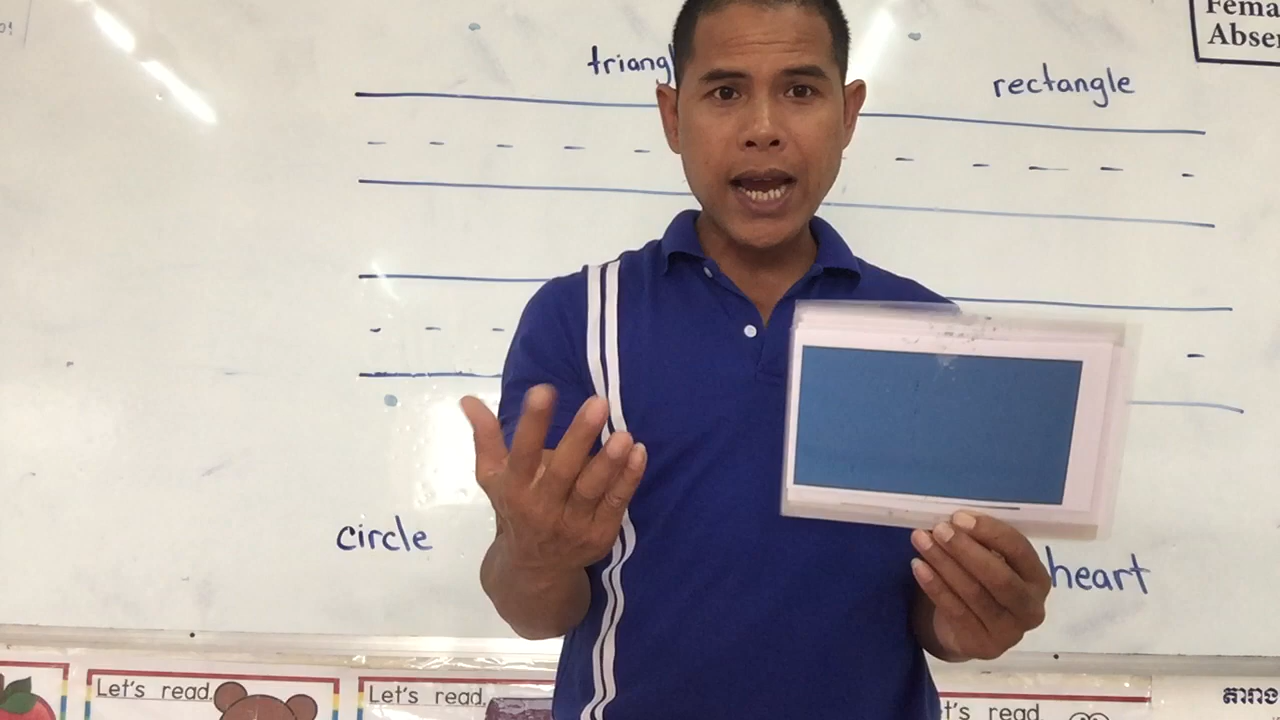 Fema
Abser
triangl
rectangle
circle
heart
Let's read.
Let's read.
t's read
តារាង